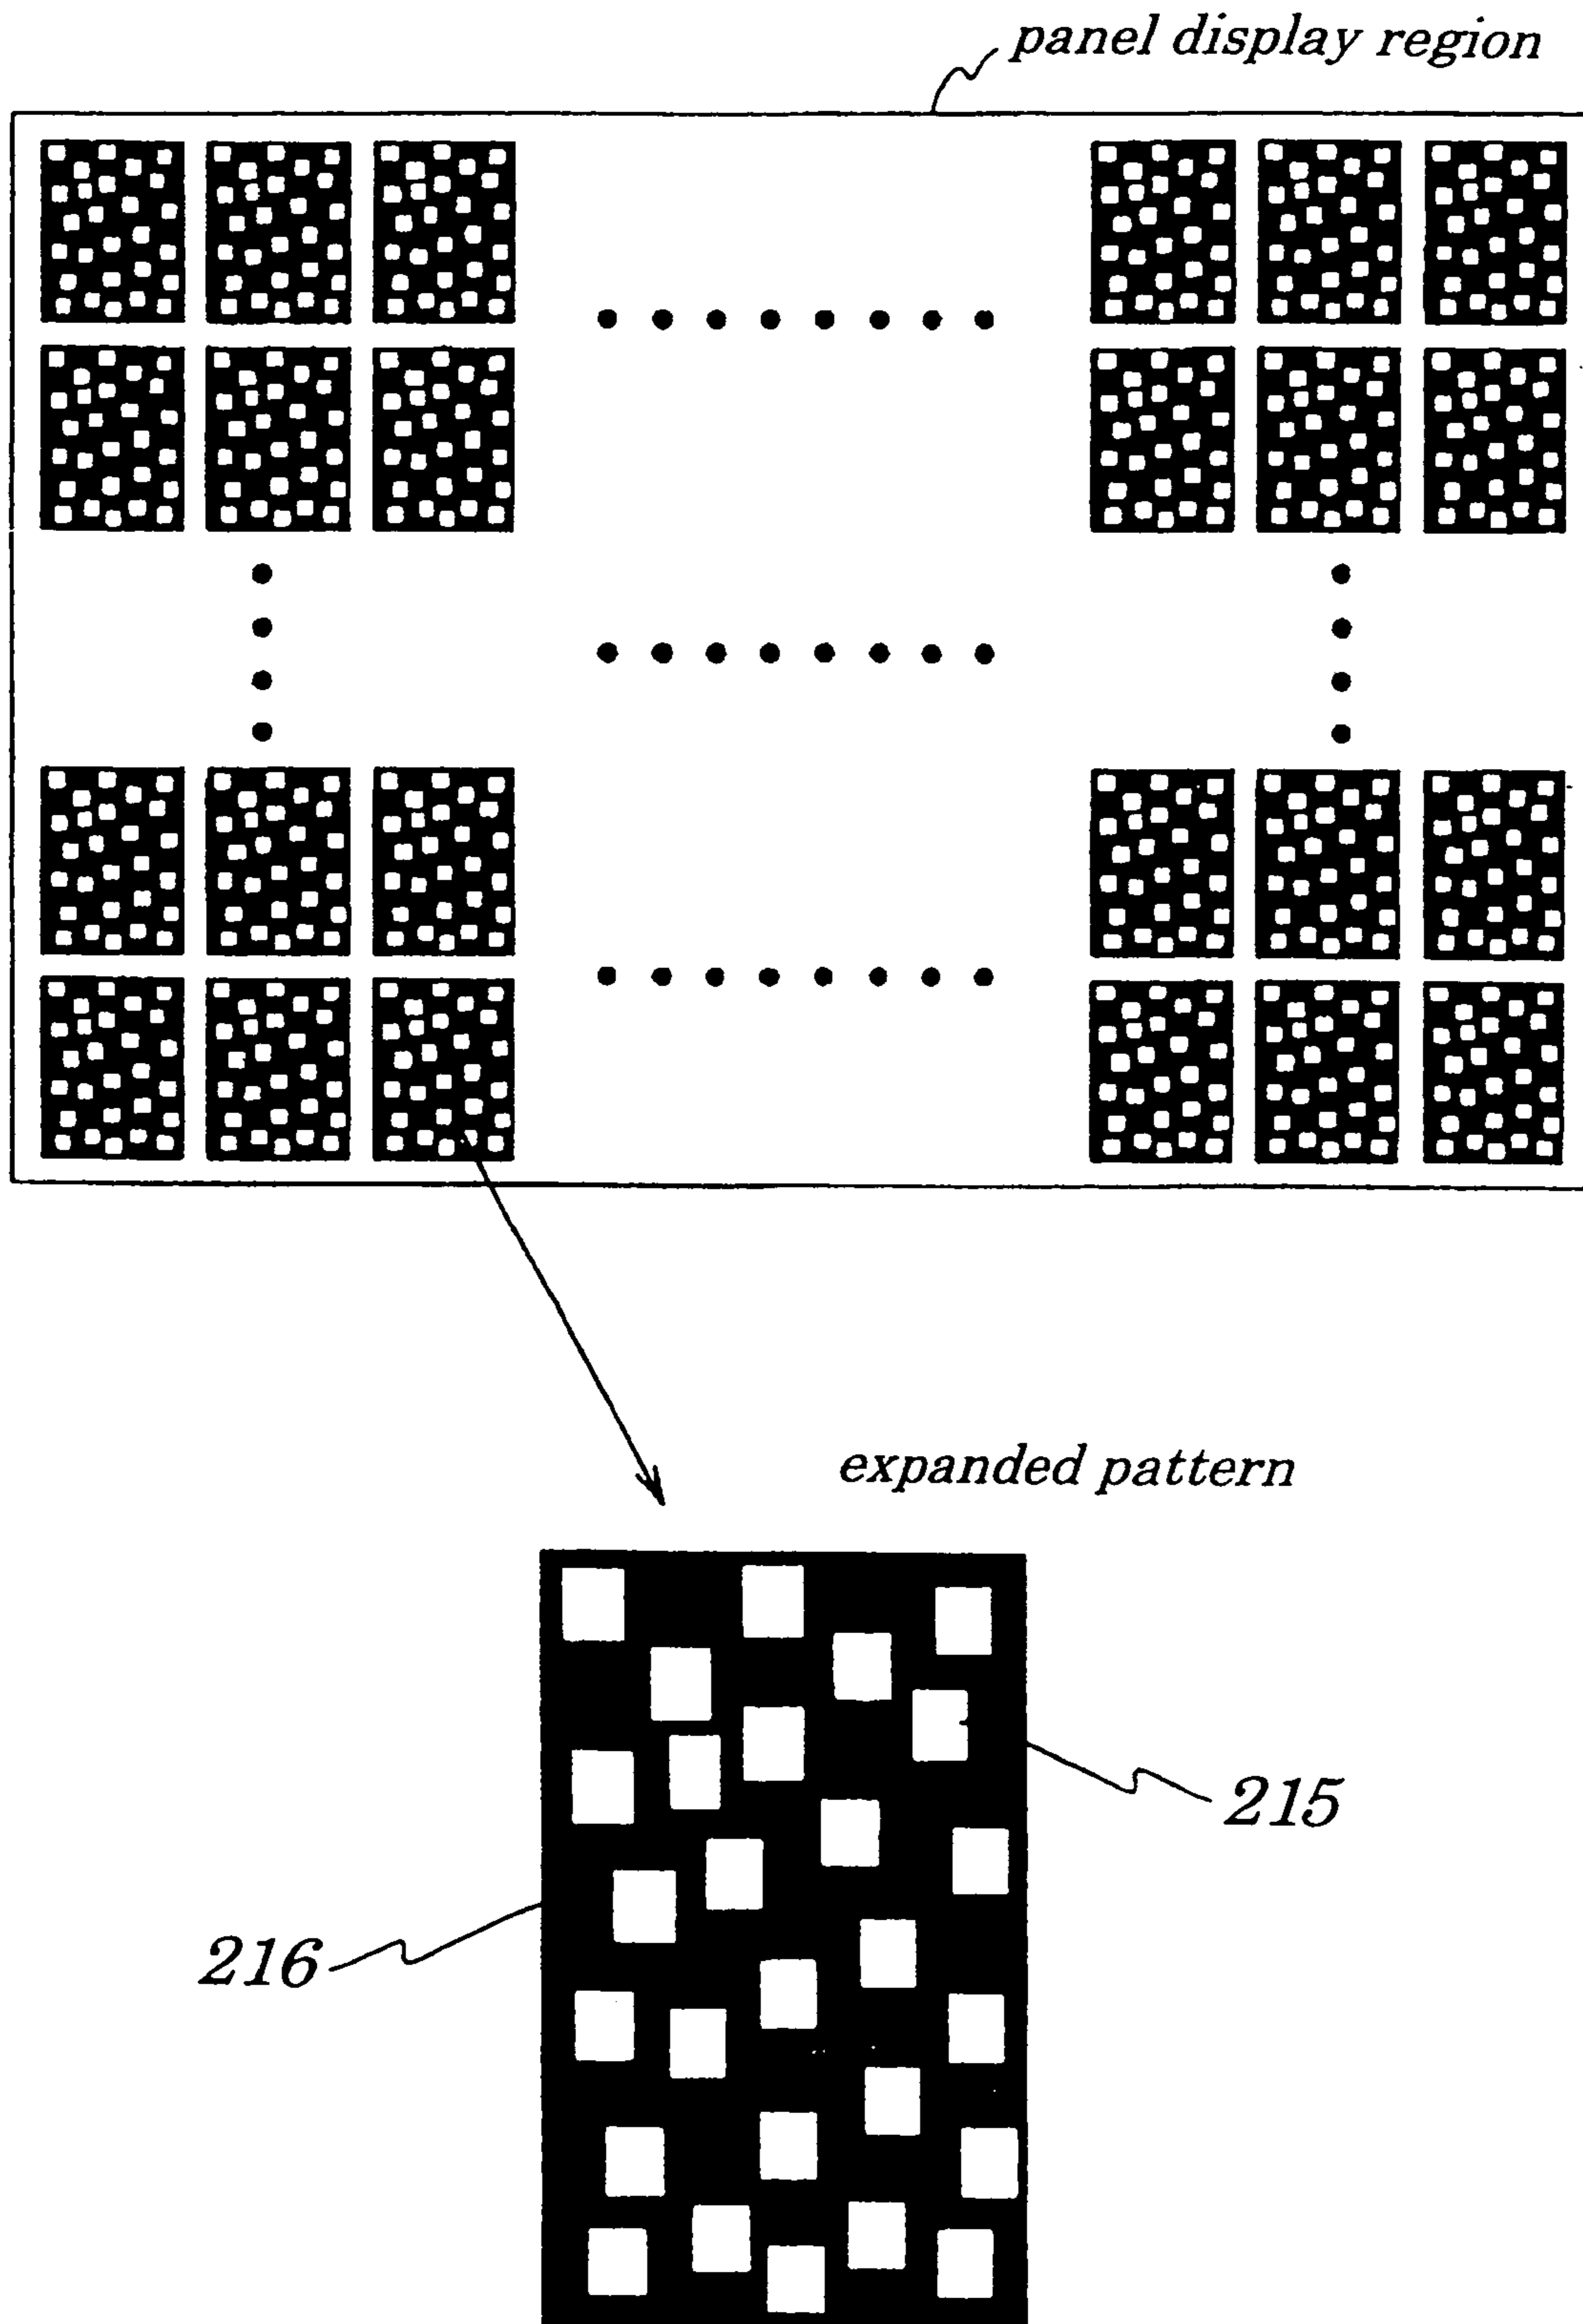 panel display region
expanded pattern
215
216